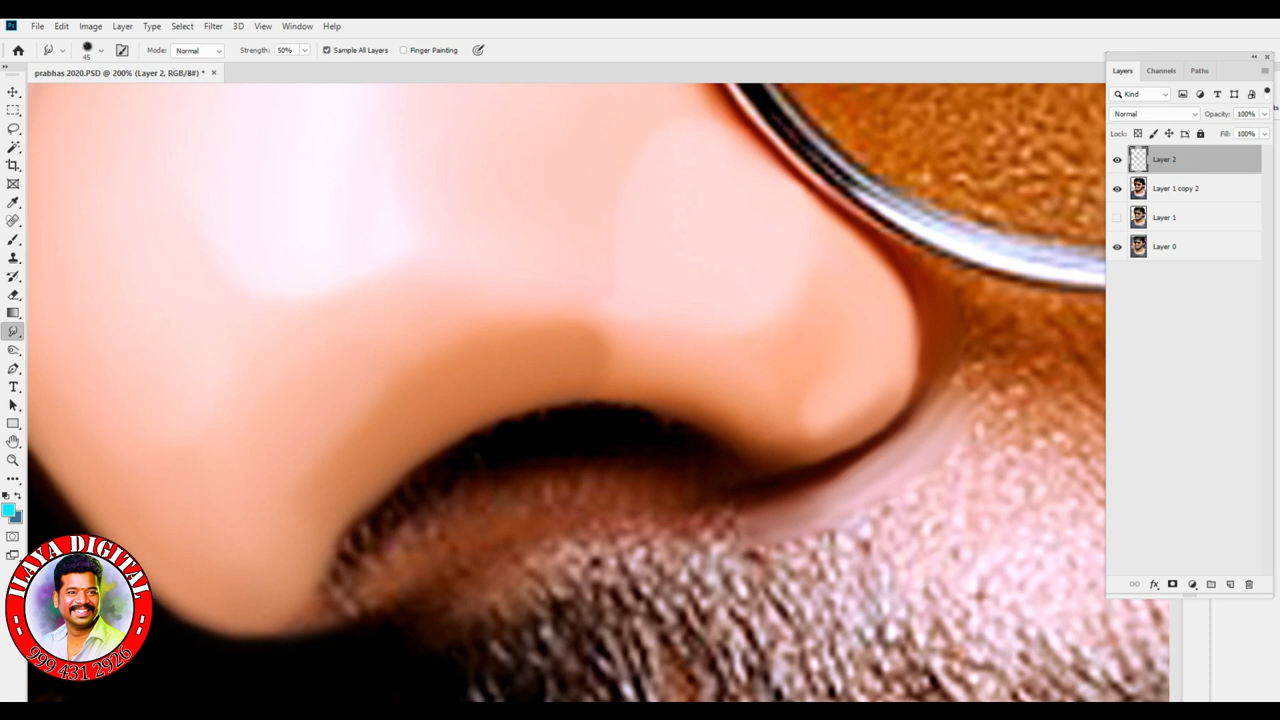 Ps File Edit Image Layer Type Select Filter 3D View Window Help
45 Mode: Normal Strength: 50% Sample All Layers Finger Painting
prabhas 2020.PSD @ 200% (Layer 2, RGB/8#) * ×
Layers Channels Paths
Kind
Normal Opacity: 100%
Lock: Fill: 100%
Layer 2
Layer 1 copy 2
Layer 1
Layer 0
ILAYA DIGITAL
999 431 2926